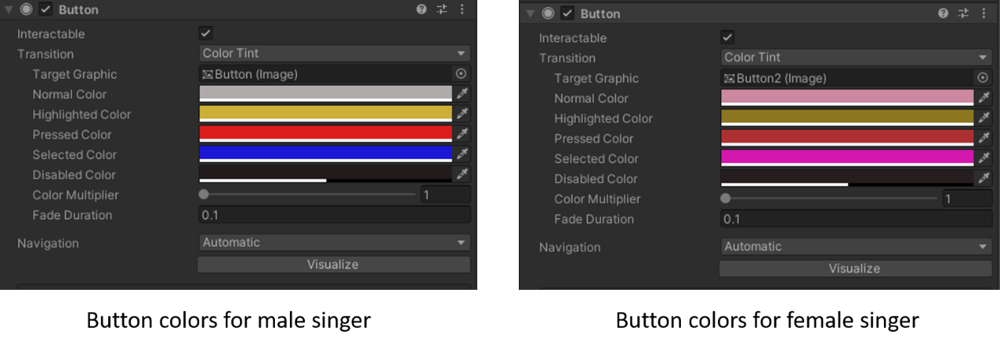 Button
Interactable
Transition Color Tint
Target Graphic Button (Image)
Normal Color
Highlighted Color
Pressed Color
Selected Color
Disabled Color
Color Multiplier 1
Fade Duration 0.1
Navigation Automatic
Visualize
Button colors for male singer
Button
Interactable
Transition Color Tint
Target Graphic Button2 (Image)
Normal Color
Highlighted Color
Pressed Color
Selected Color
Disabled Color
Color Multiplier 1
Fade Duration 0.1
Navigation Automatic
Visualize
Button colors for female singer